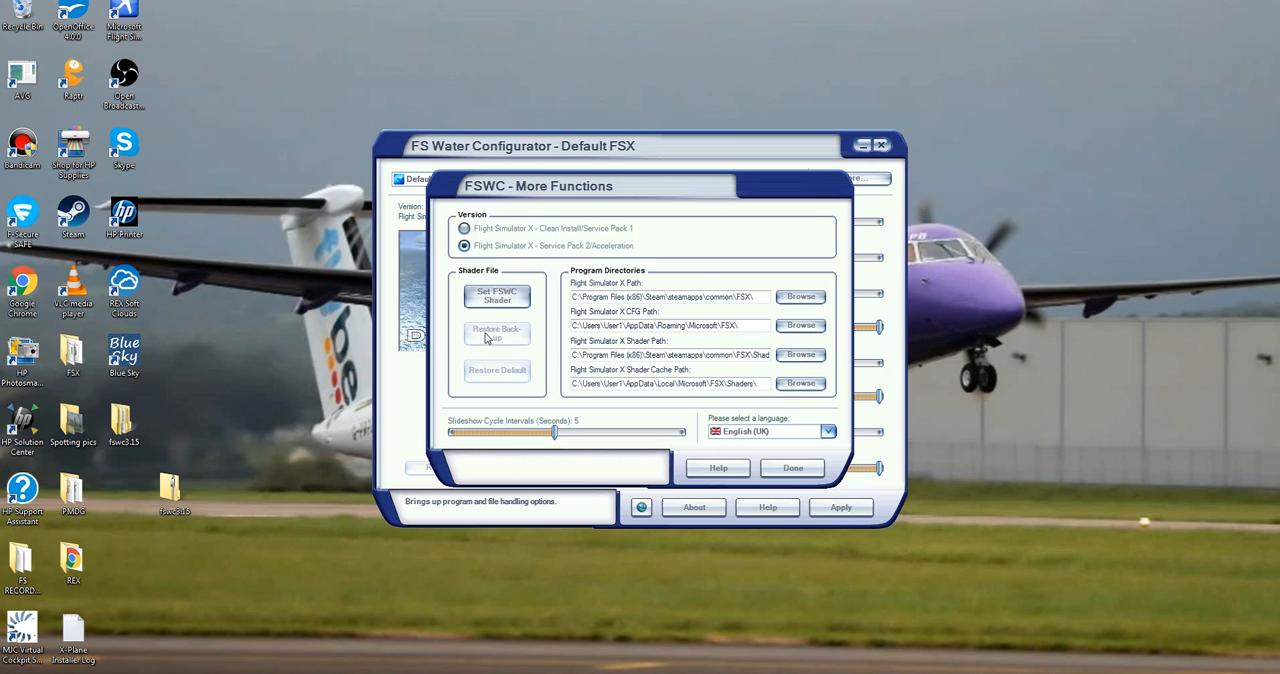 Recycle Bin
OpenOffice 4.0.0
Microsoft Flight Si...
AVG
Raptr
Open Broadcast...
Bandicam
Shop for HP Supplies
Skype
F-Secure SAFE
Steam
HP Printer
Google Chrome
VLC media player
REX Soft Clouds
HP Photosma...
FSX
Blue Sky
Blue Sky
HP Solution Center
Spotting pics
fswc3.15
HP Support Assistant
PMDG
fswc3.15
FS RECORD...
REX
MJC Virtual Cockpit S...
X-Plane Installer Log
FS Water Configurator - Default FSX
Defau
Version:
Flight Sim
FSWC - More Functions
Version
Flight Simulator X - Clean Install/Service Pack 1
Flight Simulator X - Service Pack 2/Acceleration
Shader File
Set FSWC
Shader
Restore Back-
up
Restore Default
Program Directories
Flight Simulator X Path:
C:\Program Files (x86)\Steam\steamapps\common\FSX\
Browse
Flight Simulator X CFG Path:
C:\Users\User1\AppData\Roaming\Microsoft\FSX\
Browse
Flight Simulator X Shader Path:
C:\Program Files (x86)\Steam\steamapps\common\FSX\Shad
Browse
Flight Simulator X Shader Cache Path:
C:\Users\User1\AppData\Local\Microsoft\FSX\Shaders\
Browse
Slideshow Cycle Intervals (Seconds): 5
Please select a language:
English (UK)
Help
Done
Brings up program and file handling options.
About
Help
Apply